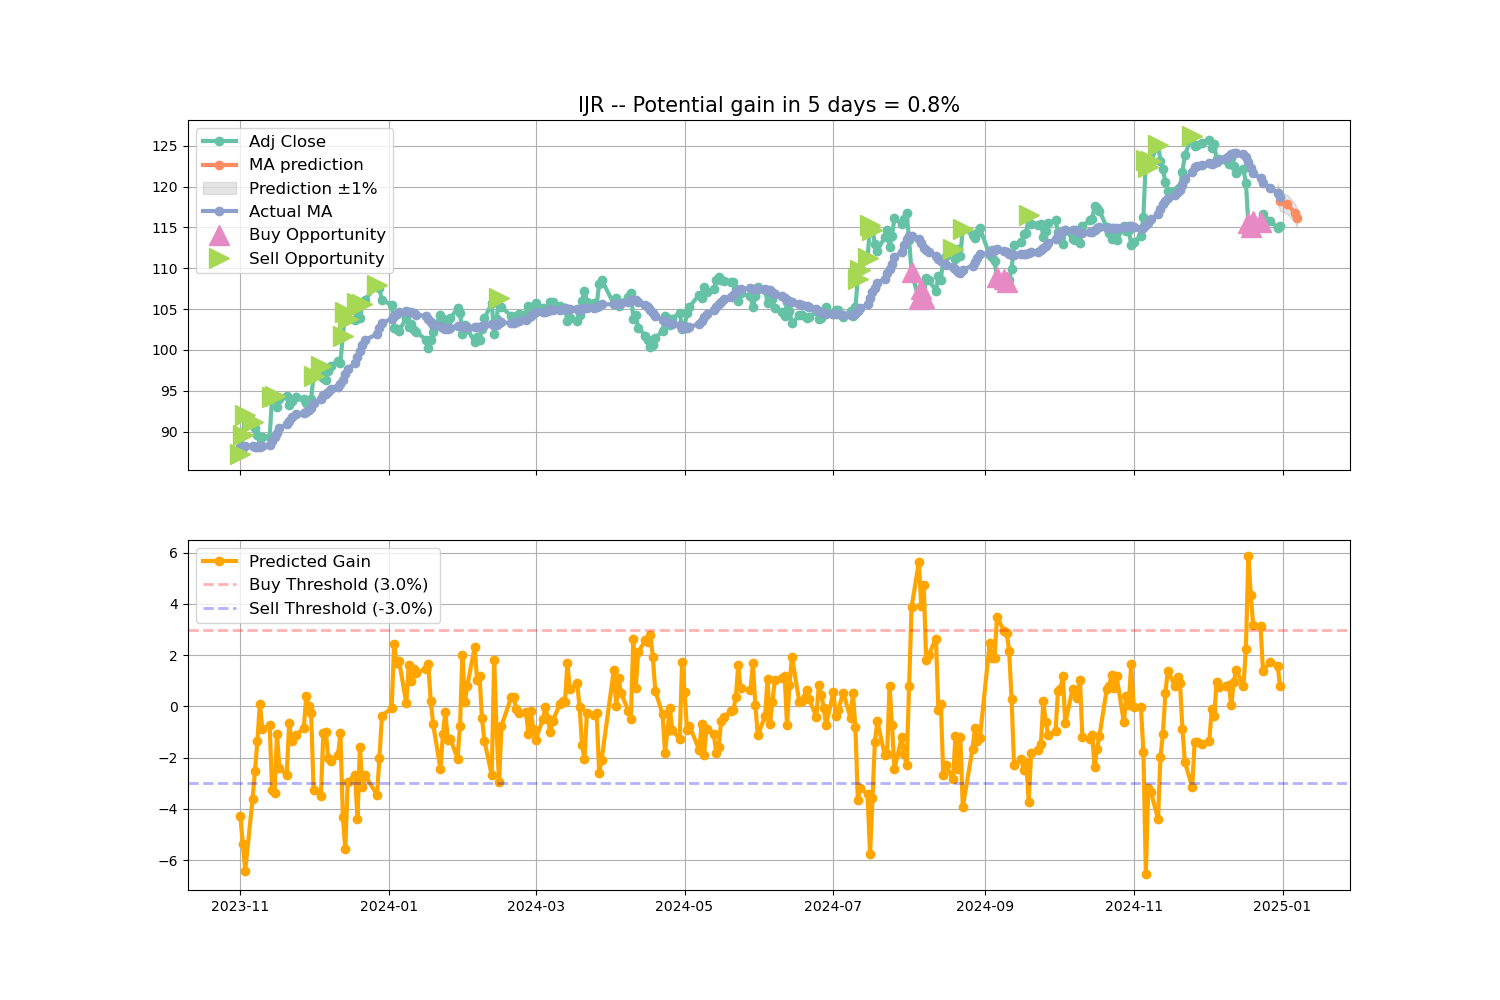 IJR -- Potential gain in 5 days = 0.8%
125
120
115
110
105
100
95
90
Adj Close
MA prediction
Prediction ±1%
Actual MA
Buy Opportunity
Sell Opportunity
6
4
2
0
−2
−4
−6
Predicted Gain
Buy Threshold (3.0%)
Sell Threshold (-3.0%)
2023-11 2024-01 2024-03 2024-05 2024-07 2024-09 2024-11 2025-01